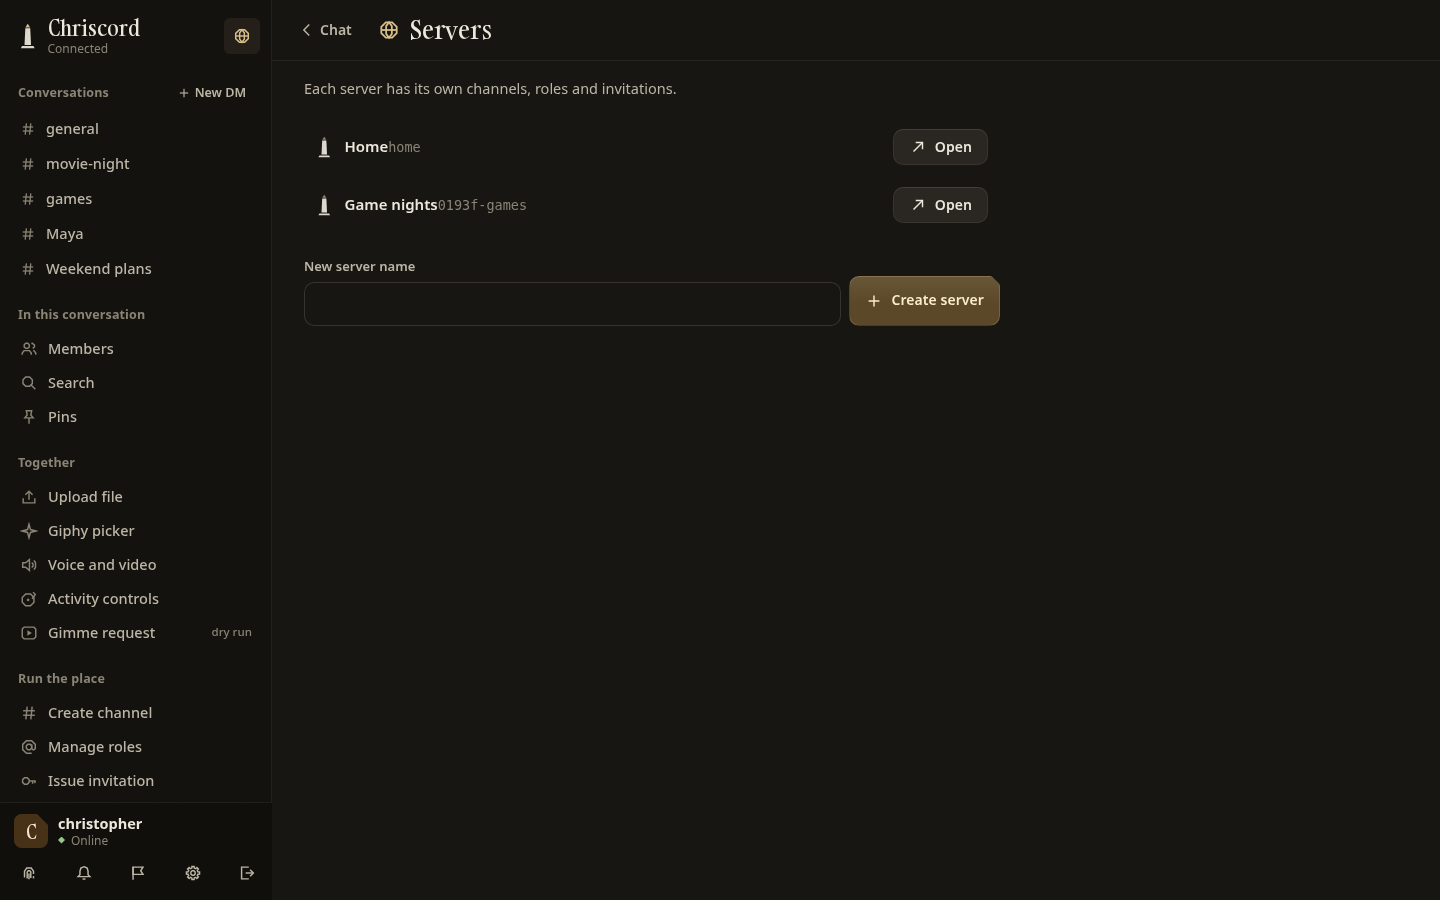 Chriscord
Connected
Conversations
New DM
general
movie-night
games
Maya
Weekend plans
In this conversation
Members
Search
Pins
Together
Upload file
Giphy picker
Voice and video
Activity controls
Gimme request dry run
Run the place
Create channel
Manage roles
Issue invitation
C
christopher
Online
Chat
Servers
Each server has its own channels, roles and invitations.
Homehome
Open
Game nights0193f-games
Open
New server name
Create server